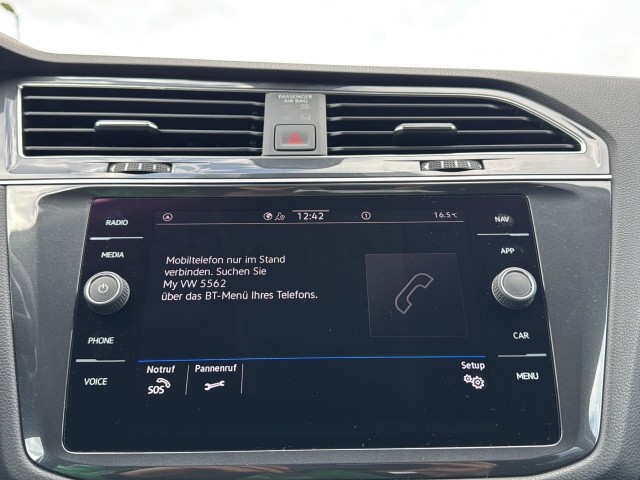 PASSENGER
AIR BAG
RADIO
MEDIA
PHONE
VOICE
12:42
16.5°C
Mobiltelefon nur im Stand
verbinden. Suchen Sie
My VW 5562
über das BT-Menü Ihres Telefons.
Notruf
SOS
Pannenruf
Setup
NAV
APP
CAR
MENU